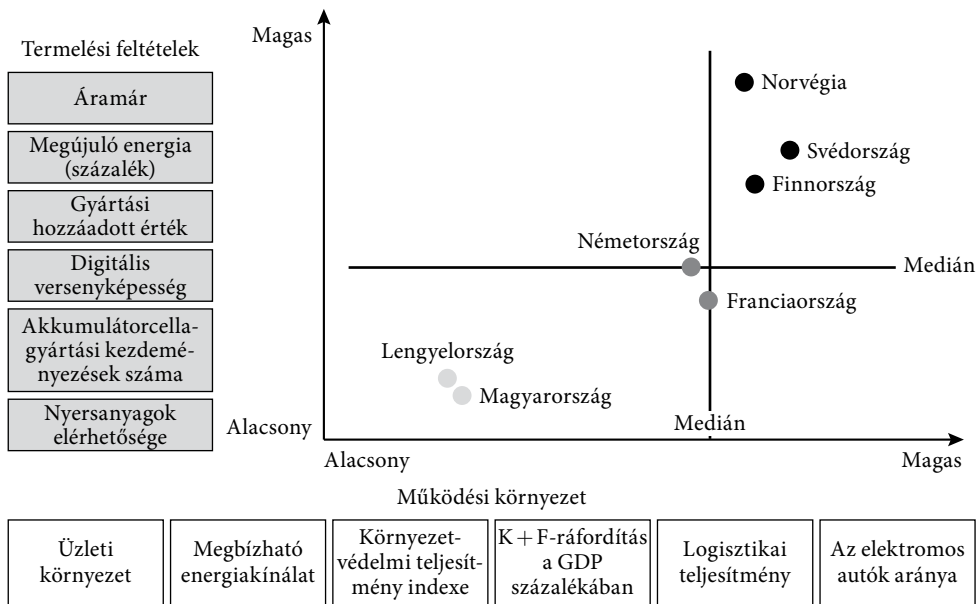 Termelési feltételek
Áramár
Megújuló energia
(százalék)
Gyártási
hozzáadott érték
Digitális
versenyképesség
Akkumulátorcella-
gyártási kezdemé-
nyezések száma
Nyersanyagok
elérhetősége
Magas
Norvégia
Svédország
Finnország
Németország
Medián
Franciaország
Lengyelország
Magyarország
Medián
Alacsony
Alacsony
Magas
Működési környezet
Üzleti
környezet
Megbízható
energiakínálat
Környezet-
védelmi teljesít-
mény indexe
K + F-ráfordítás
a GDP
százalékában
Logisztikai
teljesítmény
Az elektromos
autók aránya